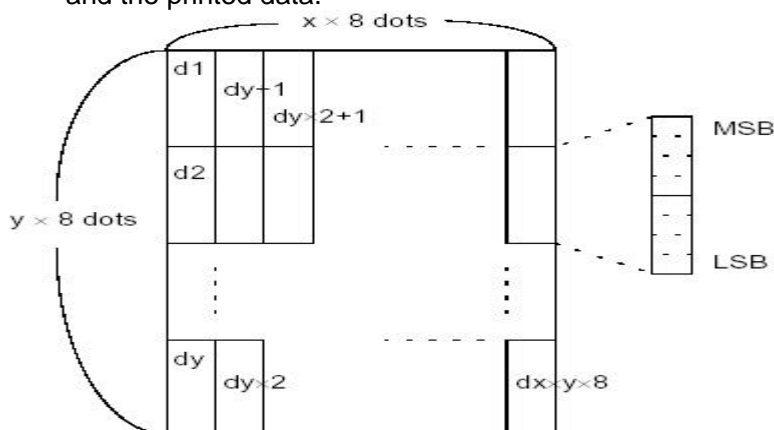 and the printed data.
x × 8 dots
d1
dy+1
dy×2+1
MSB
d2
y × 8 dots
LSB
dy
dy×2
dx×y×8